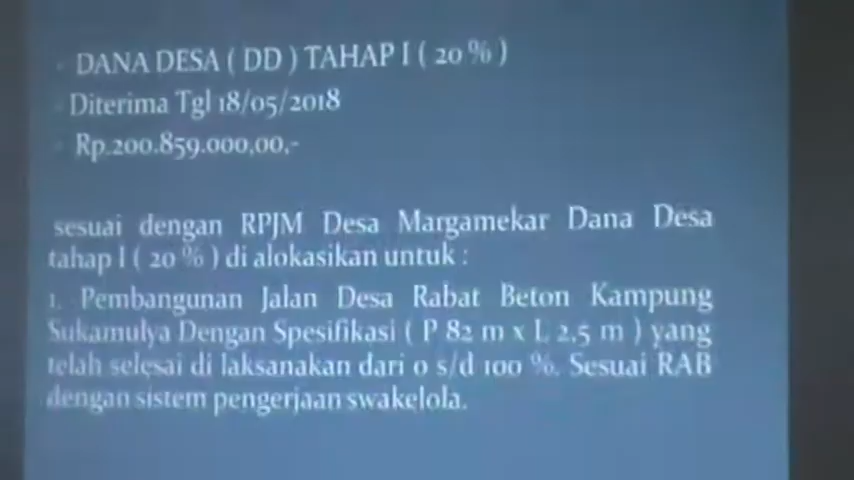 - DANA DESA ( DD ) TAHAP I ( 20 % )
- Diterima Tgl 18/05/2018
- Rp.200.859.000,00,-
sesuai dengan RPJM Desa Margamekar Dana Desa
tahap I ( 20 % ) di alokasikan untuk :
1. Pembangunan Jalan Desa Rabat Beton Kampung
Sukamulya Dengan Spesifikasi ( P 82 m x L 2,5 m ) yang
telah selesai di laksanakan dari 0 s/d 100 %. Sesuai RAB
dengan sistem pengerjaan swakelola.